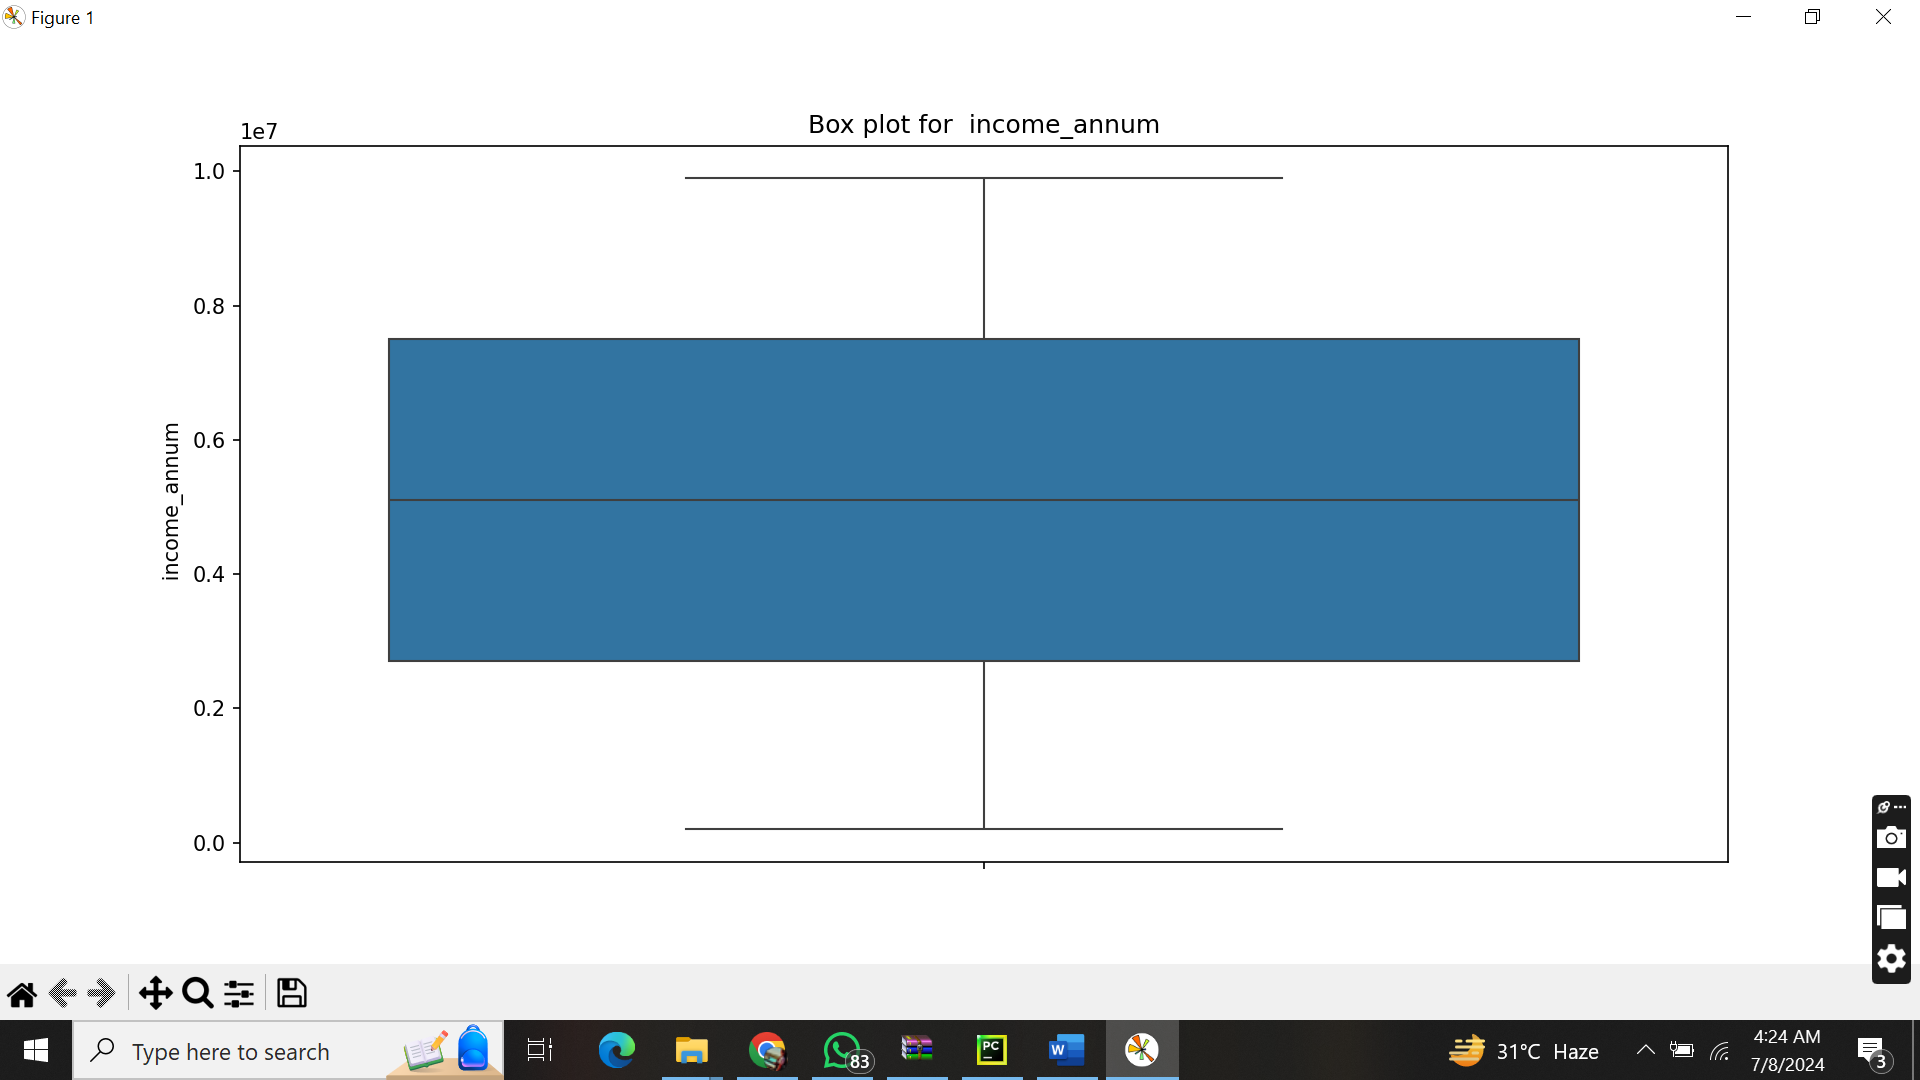 Figure 1
Box plot for  income_annum
1e7
1.0
0.8
0.6
0.4
0.2
0.0
income_annum
Type here to search
83
PC
W
31°C Haze
4:24 AM
7/8/2024
3